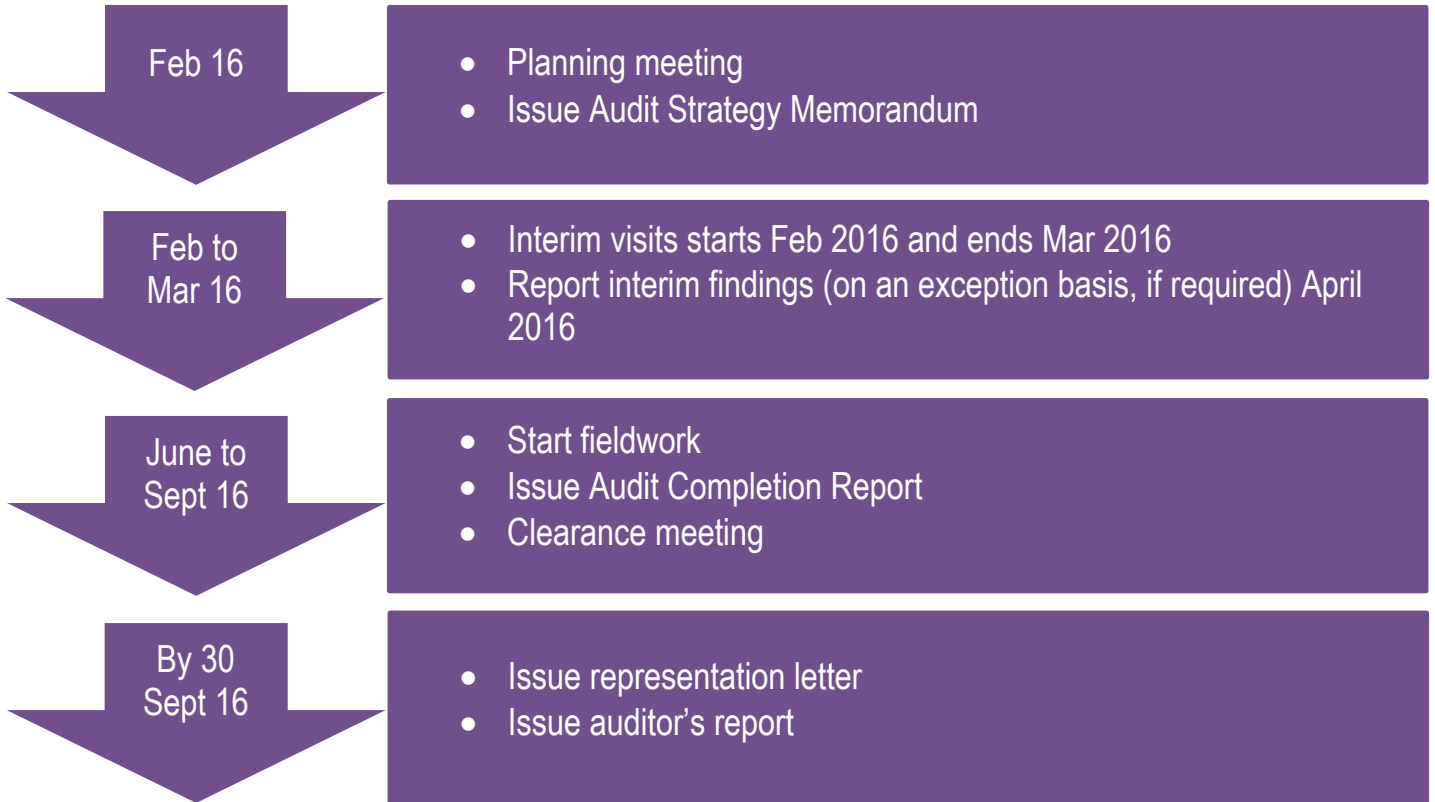 Feb 16
• Planning meeting
• Issue Audit Strategy Memorandum
Feb to
Mar 16
• Interim visits starts Feb 2016 and ends Mar 2016
• Report interim findings (on an exception basis, if required) April
2016
June to
Sept 16
• Start fieldwork
• Issue Audit Completion Report
• Clearance meeting
By 30
Sept 16
• Issue representation letter
• Issue auditor’s report